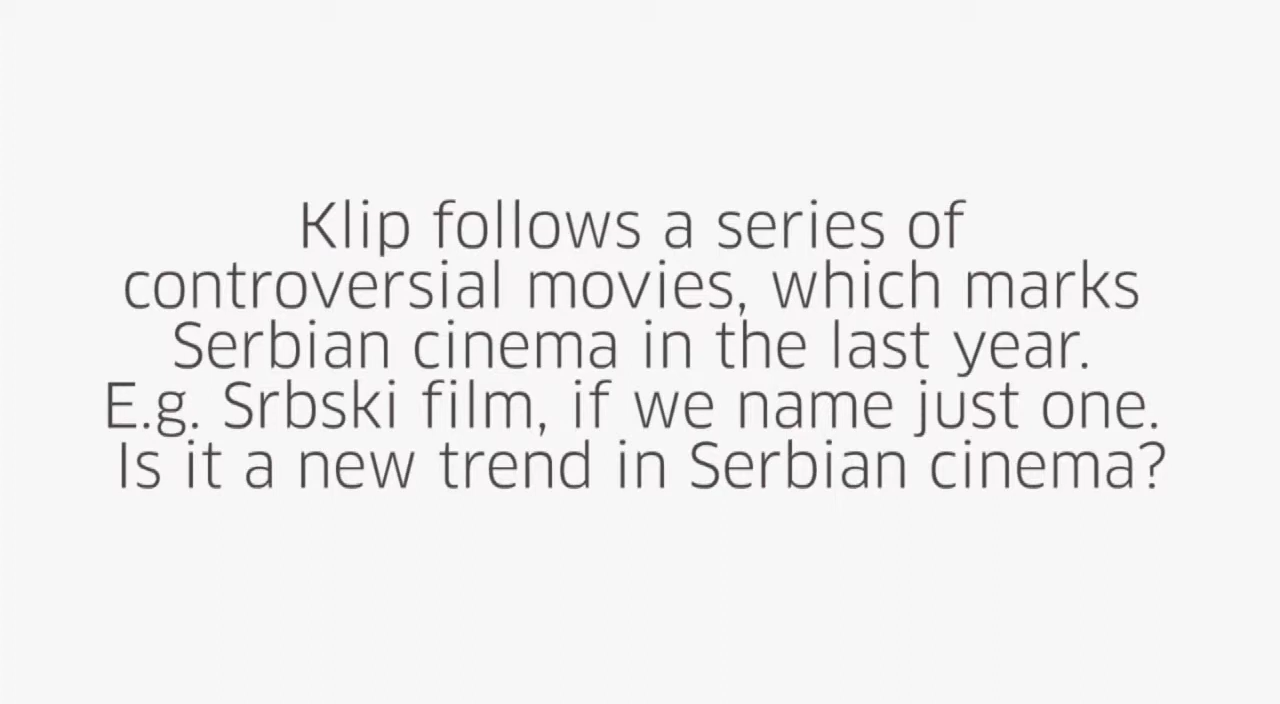 Klip follows a series of
controversial movies, which marks
Serbian cinema in the last year.
E.g. Srbski film, if we name just one.
Is it a new trend in Serbian cinema?